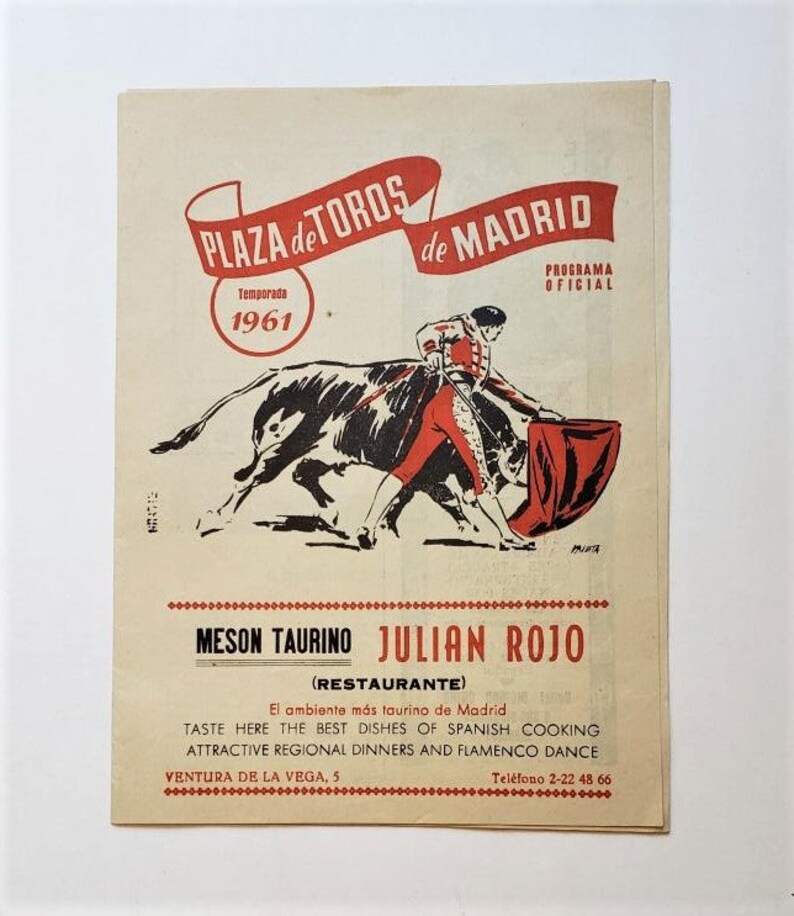 PLAZA de TOROS de MADRID
PROGRAMA
OFICIAL
Temporada
1961
MESON TAURINO JULIAN ROJO
(RESTAURANTE)
El ambiente más taurino de Madrid
TASTE HERE THE BEST DISHES OF SPANISH COOKING
ATTRACTIVE REGIONAL DINNERS AND FLAMENCO DANCE
VENTURA DE LA VEGA, 5 Teléfono 2-22 48 66